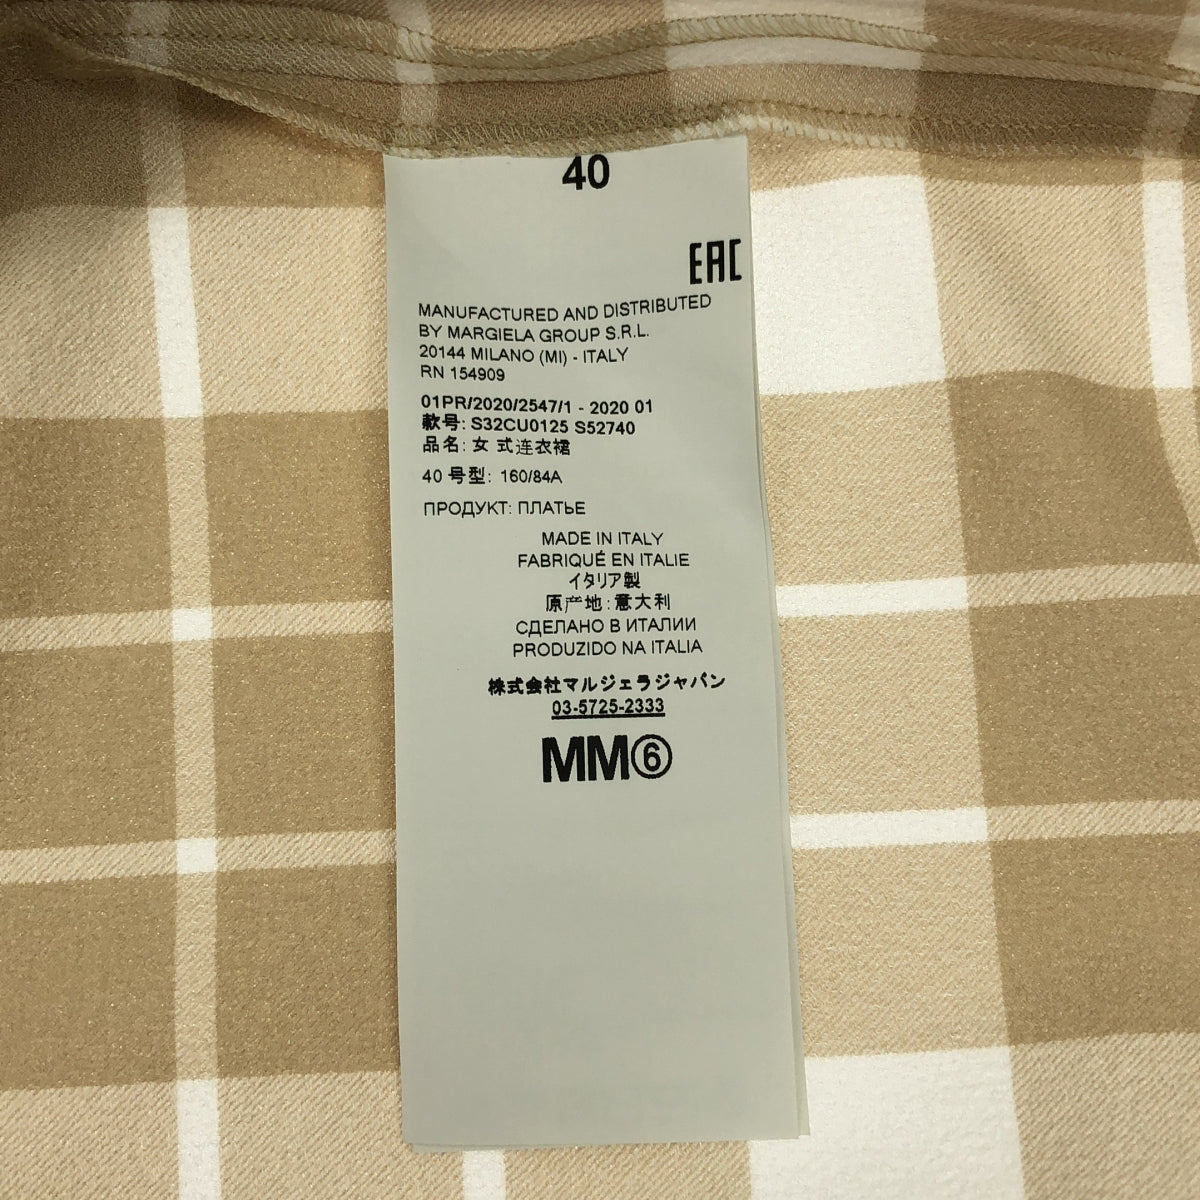 40
EAC
MANUFACTURED AND DISTRIBUTED
BY MARGIELA GROUP S.R.L.
20144 MILANO (MI) - ITALY
RN 154909
01PR/2020/2547/1 - 2020 01
款号: S32CU0125 S52740
品名: 女 式连衣裙
40 号型: 160/84A
ПРОДУКТ: ПЛАТЬЕ
MADE IN ITALY
FABRIQUÉ EN ITALIE
イタリア製
原产地: 意大利
СДЕЛАНО В ИТАЛИИ
PRODUZIDO NA ITALIA
株式会社マルジェラジャパン
03-5725-2333
MM⑥